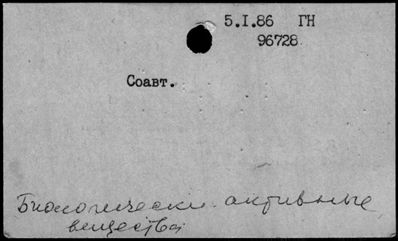 5.I.86 ГН
96728
Соавт.
Биологически активные
вещества